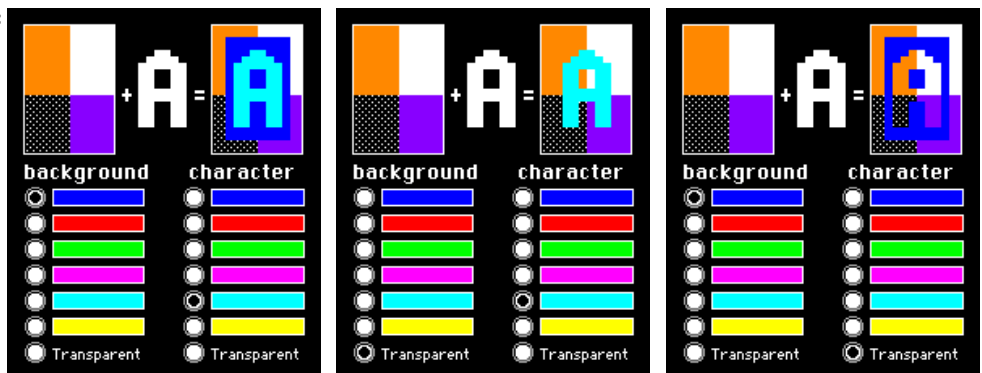 + A = A
background character
Transparent Transparent
+ A = A
background character
Transparent Transparent
+ A = A
background character
Transparent Transparent